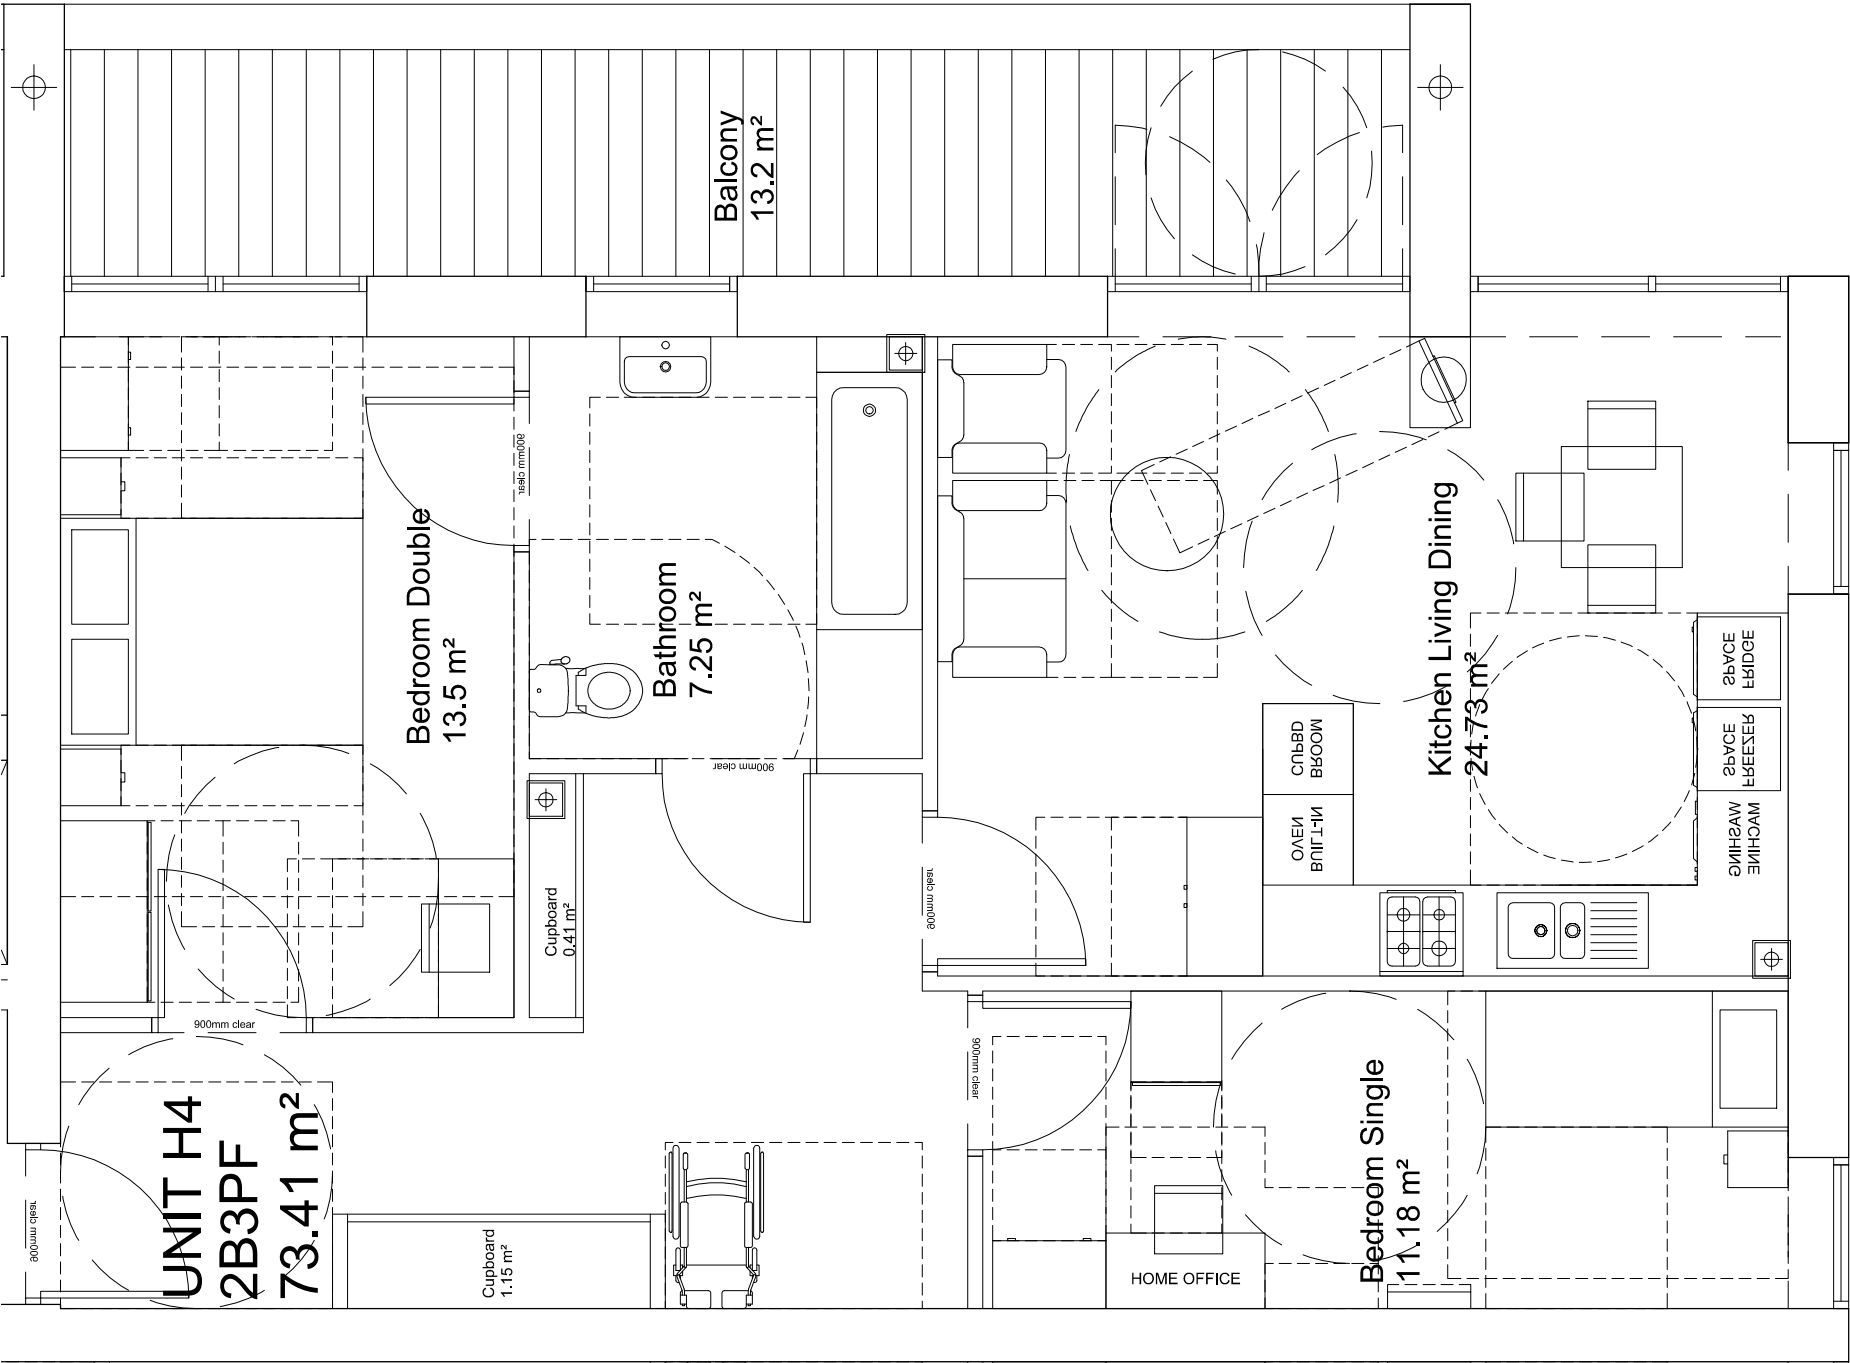 Balcony
13.2 m²
900mm clear
Bedroom Double
13.5 m²
Bathroom
7.25 m²
900mm clear
Kitchen Living Dining
24.73 m²
FRIDGE
SPACE
FREEZER
SPACE
WASHING
MACHINE
BROOM
CUPBD
BUILT-IN
OVEN
Cupboard
0.41 m²
900mm clear
900mm clear
900mm clear
UNIT H4
2B3PF
73.41 m²
900mm clear
Cupboard
1.15 m²
HOME OFFICE
Bedroom Single
11.18 m²